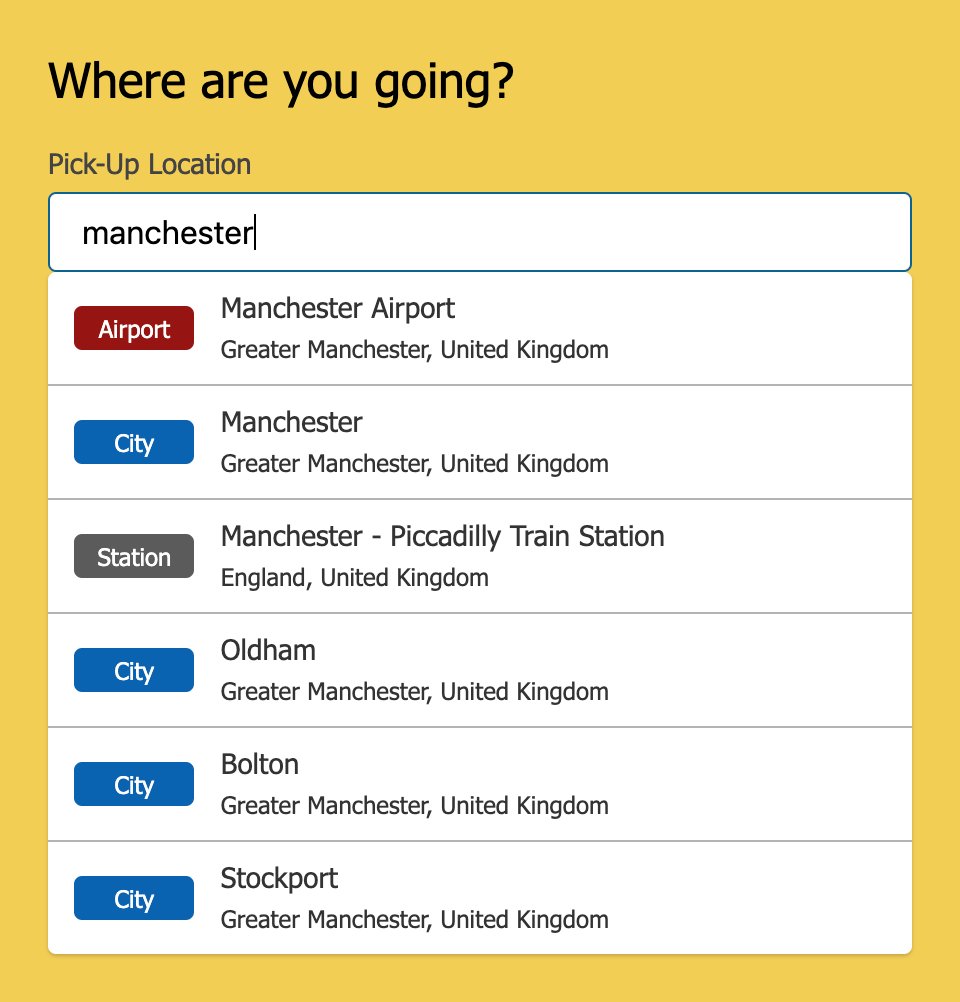 Where are you going?
Pick-Up Location
manchester
Airport
Manchester Airport
Greater Manchester, United Kingdom
City
Manchester
Greater Manchester, United Kingdom
Station
Manchester - Piccadilly Train Station
England, United Kingdom
City
Oldham
Greater Manchester, United Kingdom
City
Bolton
Greater Manchester, United Kingdom
City
Stockport
Greater Manchester, United Kingdom